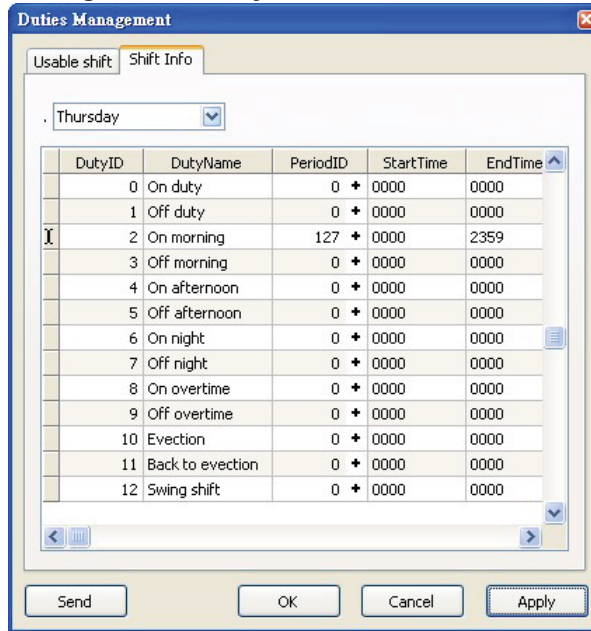 Duties Management
Usable shift Shift Info
. Thursday
DutyID DutyName PeriodID StartTime EndTime
0 On duty 0 + 0000 0000
1 Off duty 0 + 0000 0000
2 On morning 127 + 0000 2359
3 Off morning 0 + 0000 0000
4 On afternoon 0 + 0000 0000
5 Off afternoon 0 + 0000 0000
6 On night 0 + 0000 0000
7 Off night 0 + 0000 0000
8 On overtime 0 + 0000 0000
9 Off overtime 0 + 0000 0000
10 Evection 0 + 0000 0000
11 Back to evection 0 + 0000 0000
12 Swing shift 0 + 0000 0000
Send OK Cancel Apply